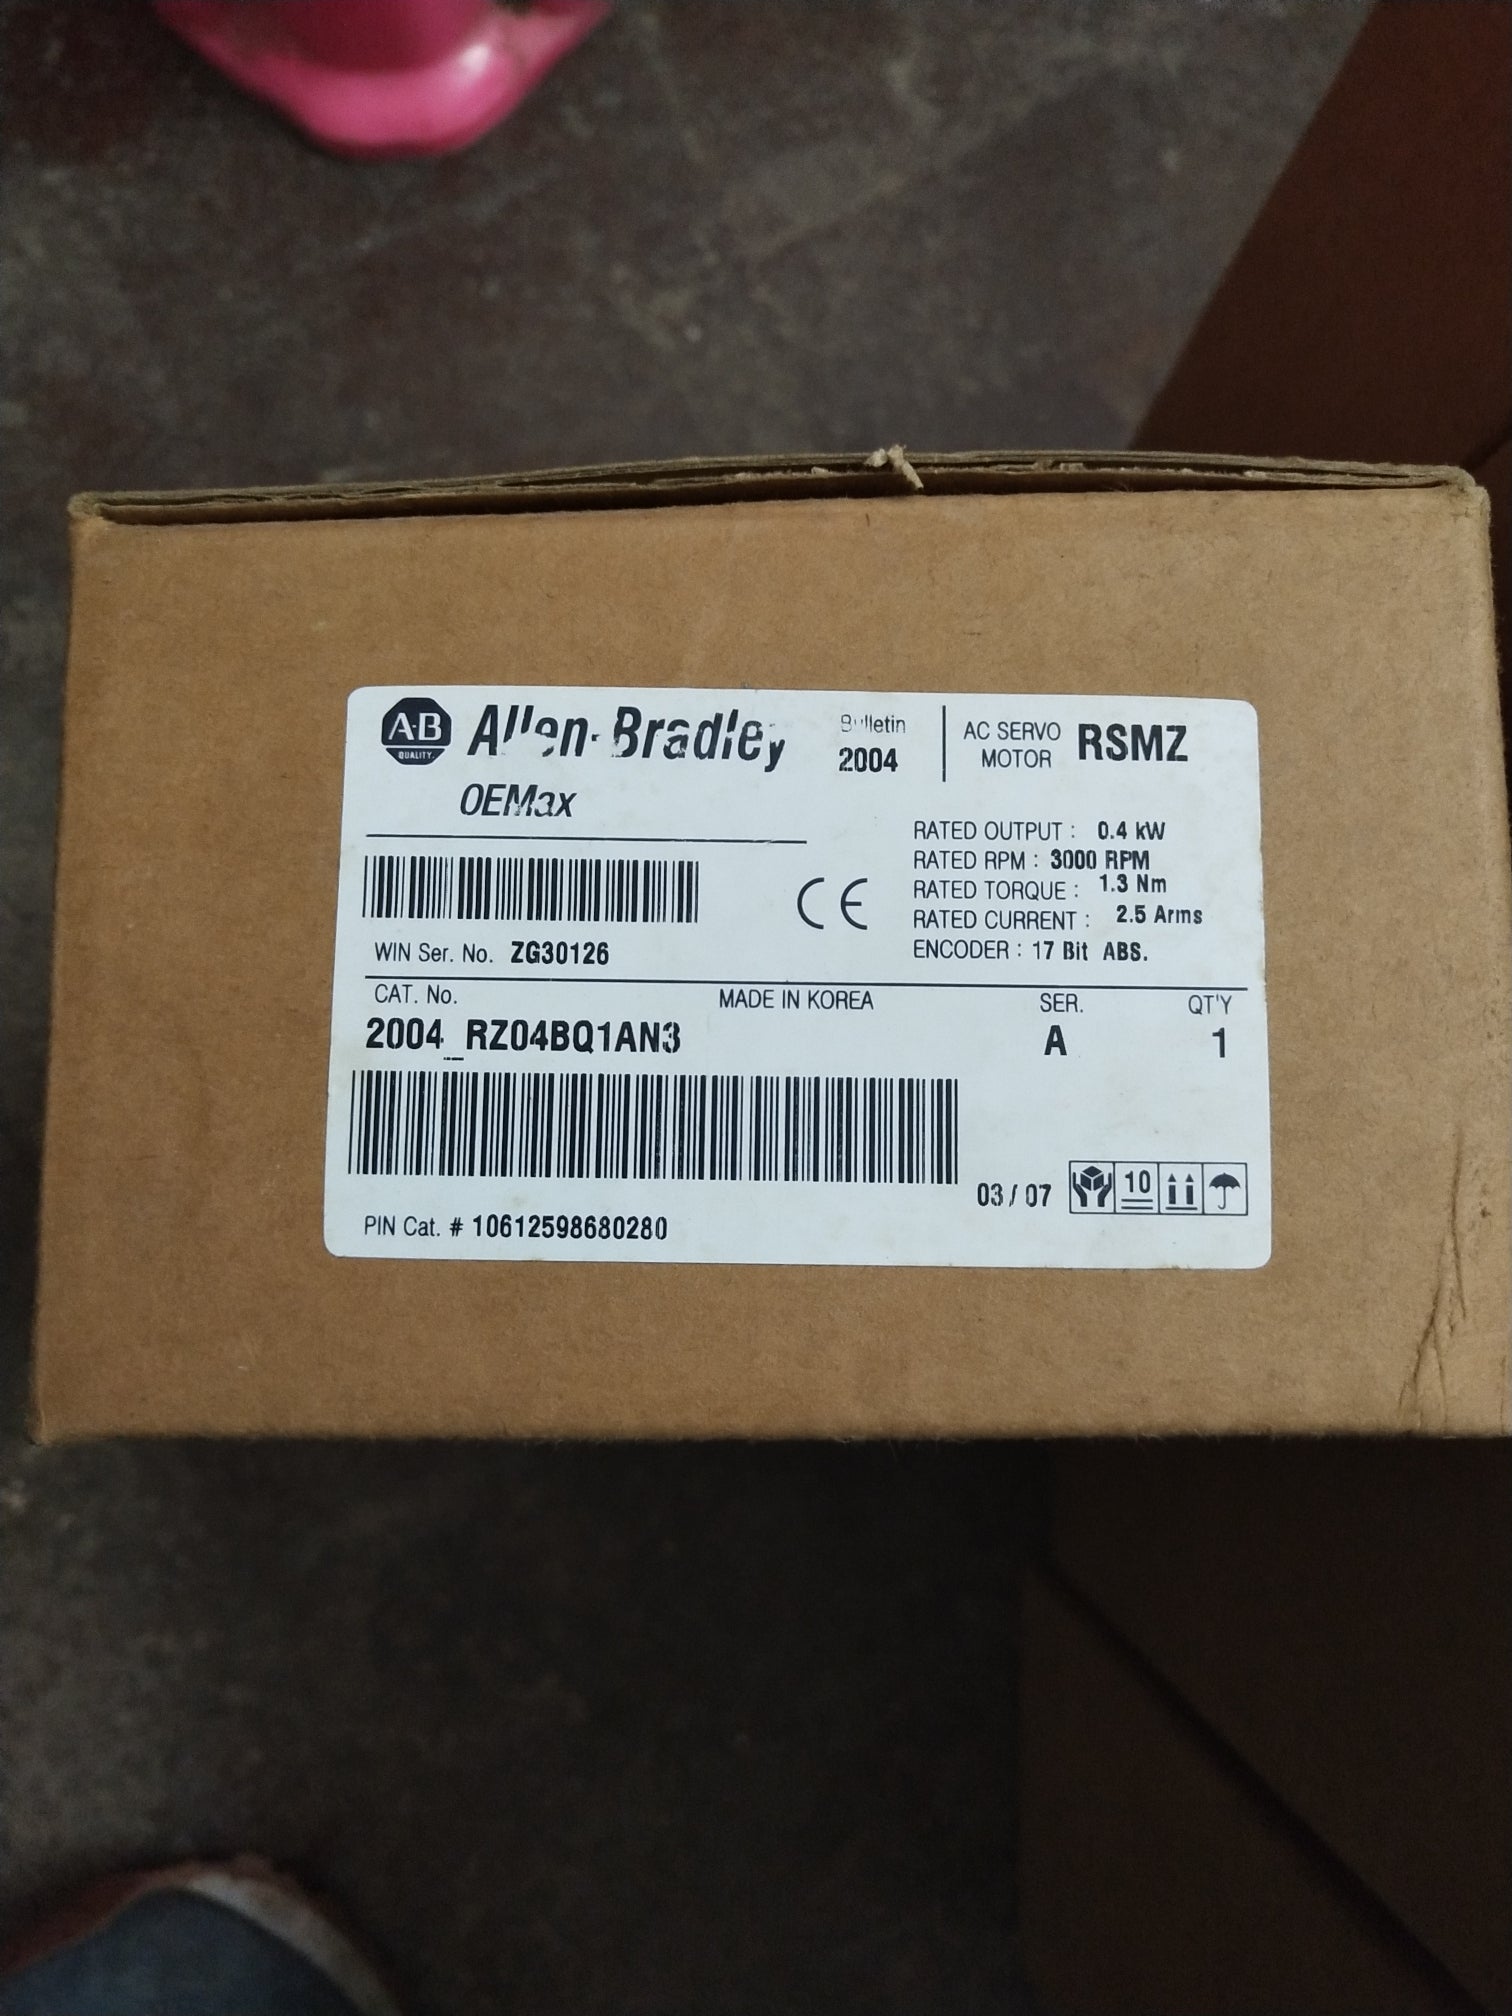 A-B
QUALITY
Allen-Bradley
OEMax
Bulletin
2004
AC SERVO
MOTOR
RSMZ
RATED OUTPUT : 0.4 kW
RATED RPM : 3000 RPM
RATED TORQUE : 1.3 Nm
RATED CURRENT : 2.5 Arms
ENCODER : 17 Bit ABS.
CE
WIN Ser. No. ZG30126
CAT. No. MADE IN KOREA SER. QT'Y
2004_RZ04BQ1AN3 A 1
03 / 07
10
PIN Cat. # 10612598680280